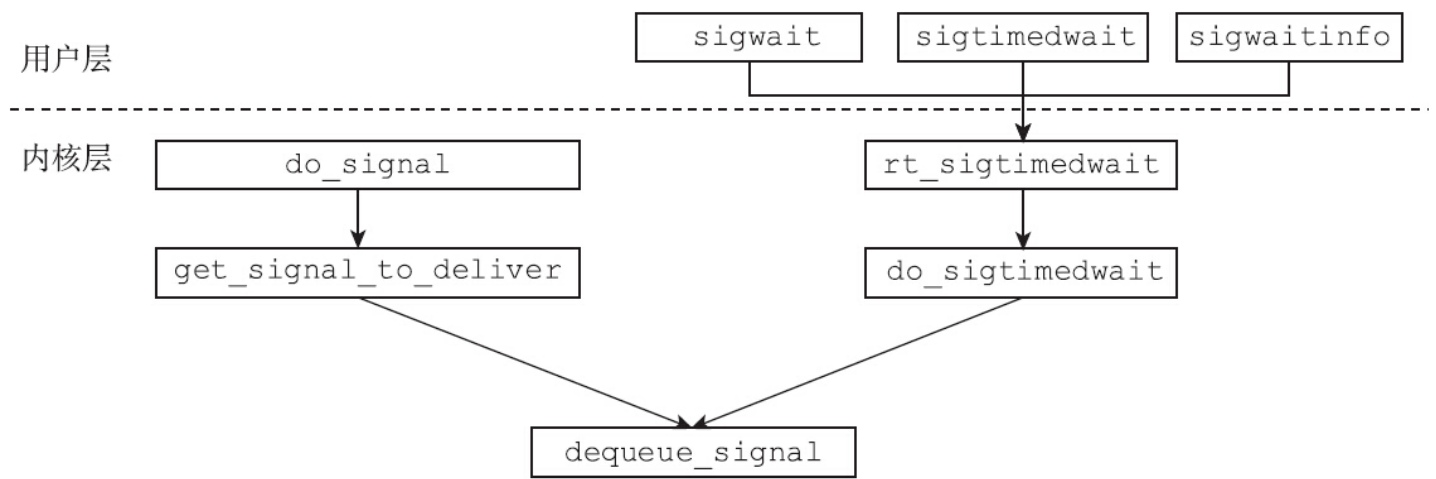 用户层
sigwait
sigtimedwait
sigwaitinfo
内核层
do_signal
rt_sigtimedwait
get_signal_to_deliver
do_sigtimedwait
dequeue_signal